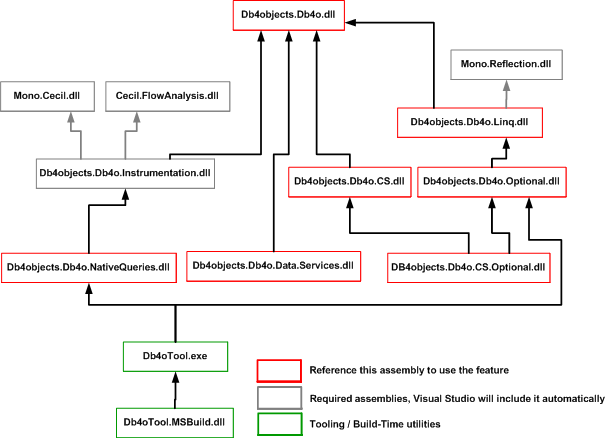 Db4objects.Db4o.dll
Mono.Reflection.dll
Mono.Cecil.dll
Cecil.FlowAnalysis.dll
Db4objects.Db4o.Linq.dll
Db4objects.Db4o.Instrumentation.dll
Db4objects.Db4o.CS.dll
Db4objects.Db4o.Optional.dll
Db4objects.Db4o.NativeQueries.dll
Db4objects.Db4o.Data.Services.dll
DB4objects.Db4o.CS.Optional.dll
Db4oTool.exe
Reference this assembly to use the feature
Required assemblies, Visual Studio will include it automatically
Db4oTool.MSBuild.dll
Tooling / Build-Time utilities